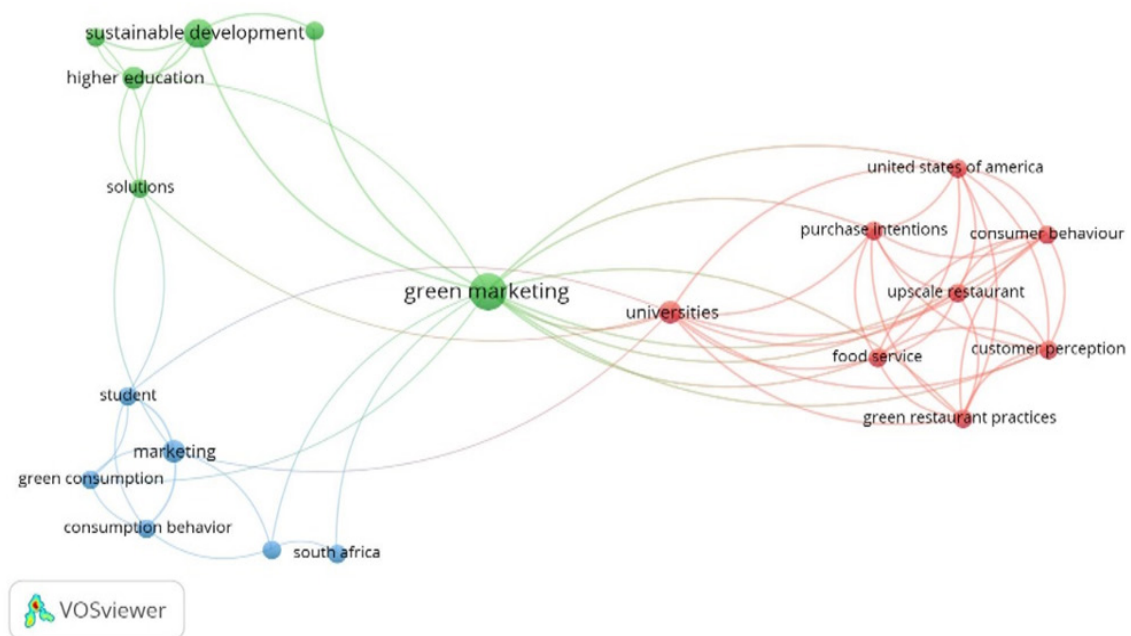 sustainable development
higher education
united states of america
solutions
purchase intentions
consumer behaviour
green marketing
upscale restaurant
universities
food service
customer perception
student
green restaurant practices
marketing
green consumption
consumption behavior
south africa
VOSviewer